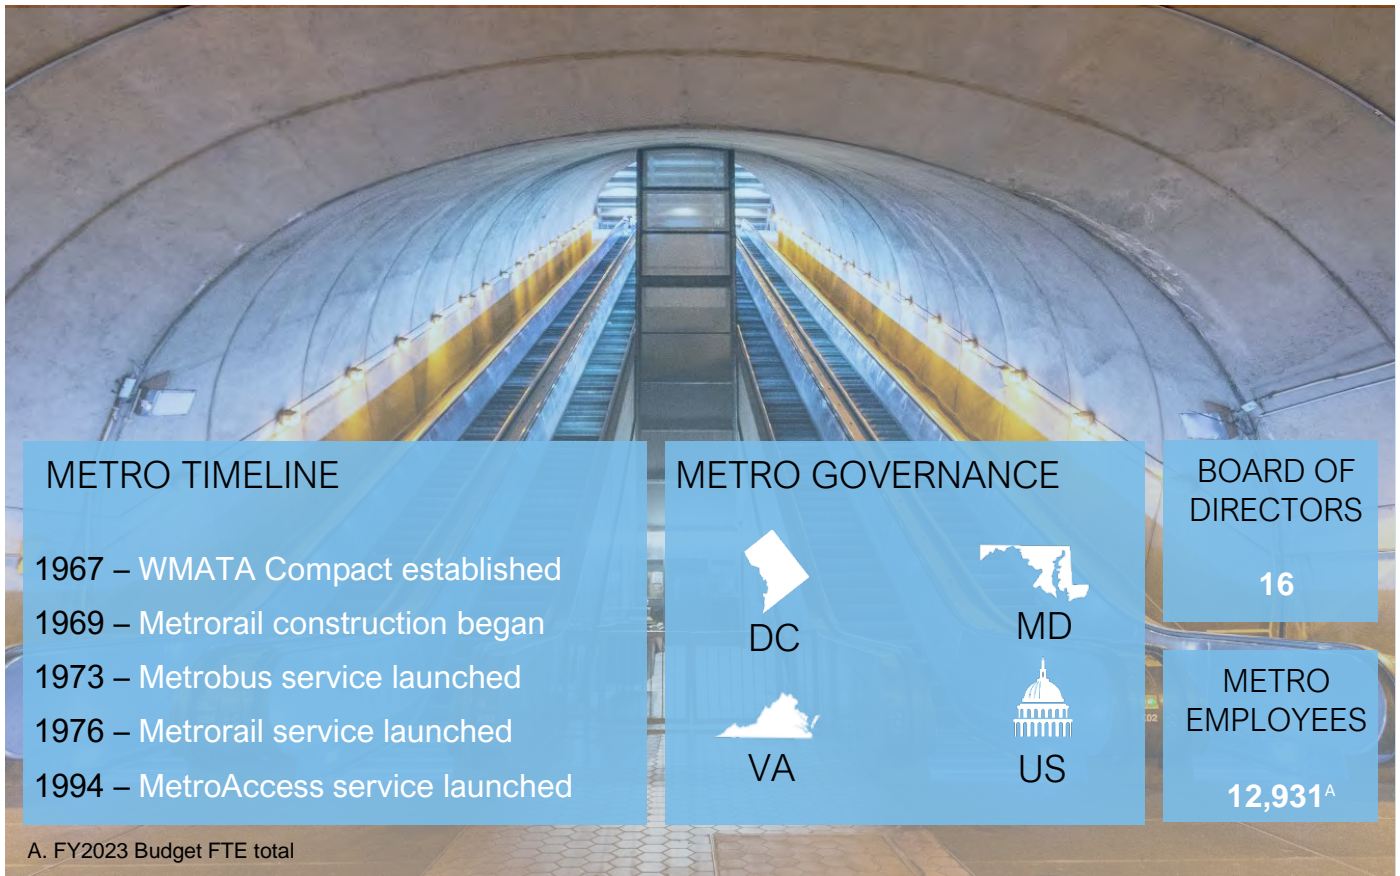 METRO TIMELINE
1967 – WMATA Compact established
1969 – Metrorail construction began
1973 – Metrobus service launched
1976 – Metrorail service launched
1994 – MetroAccess service launched
METRO GOVERNANCE
DC
MD
VA
US
BOARD OF
DIRECTORS
16
METRO
EMPLOYEES
12,931ᴬ
A. FY2023 Budget FTE total